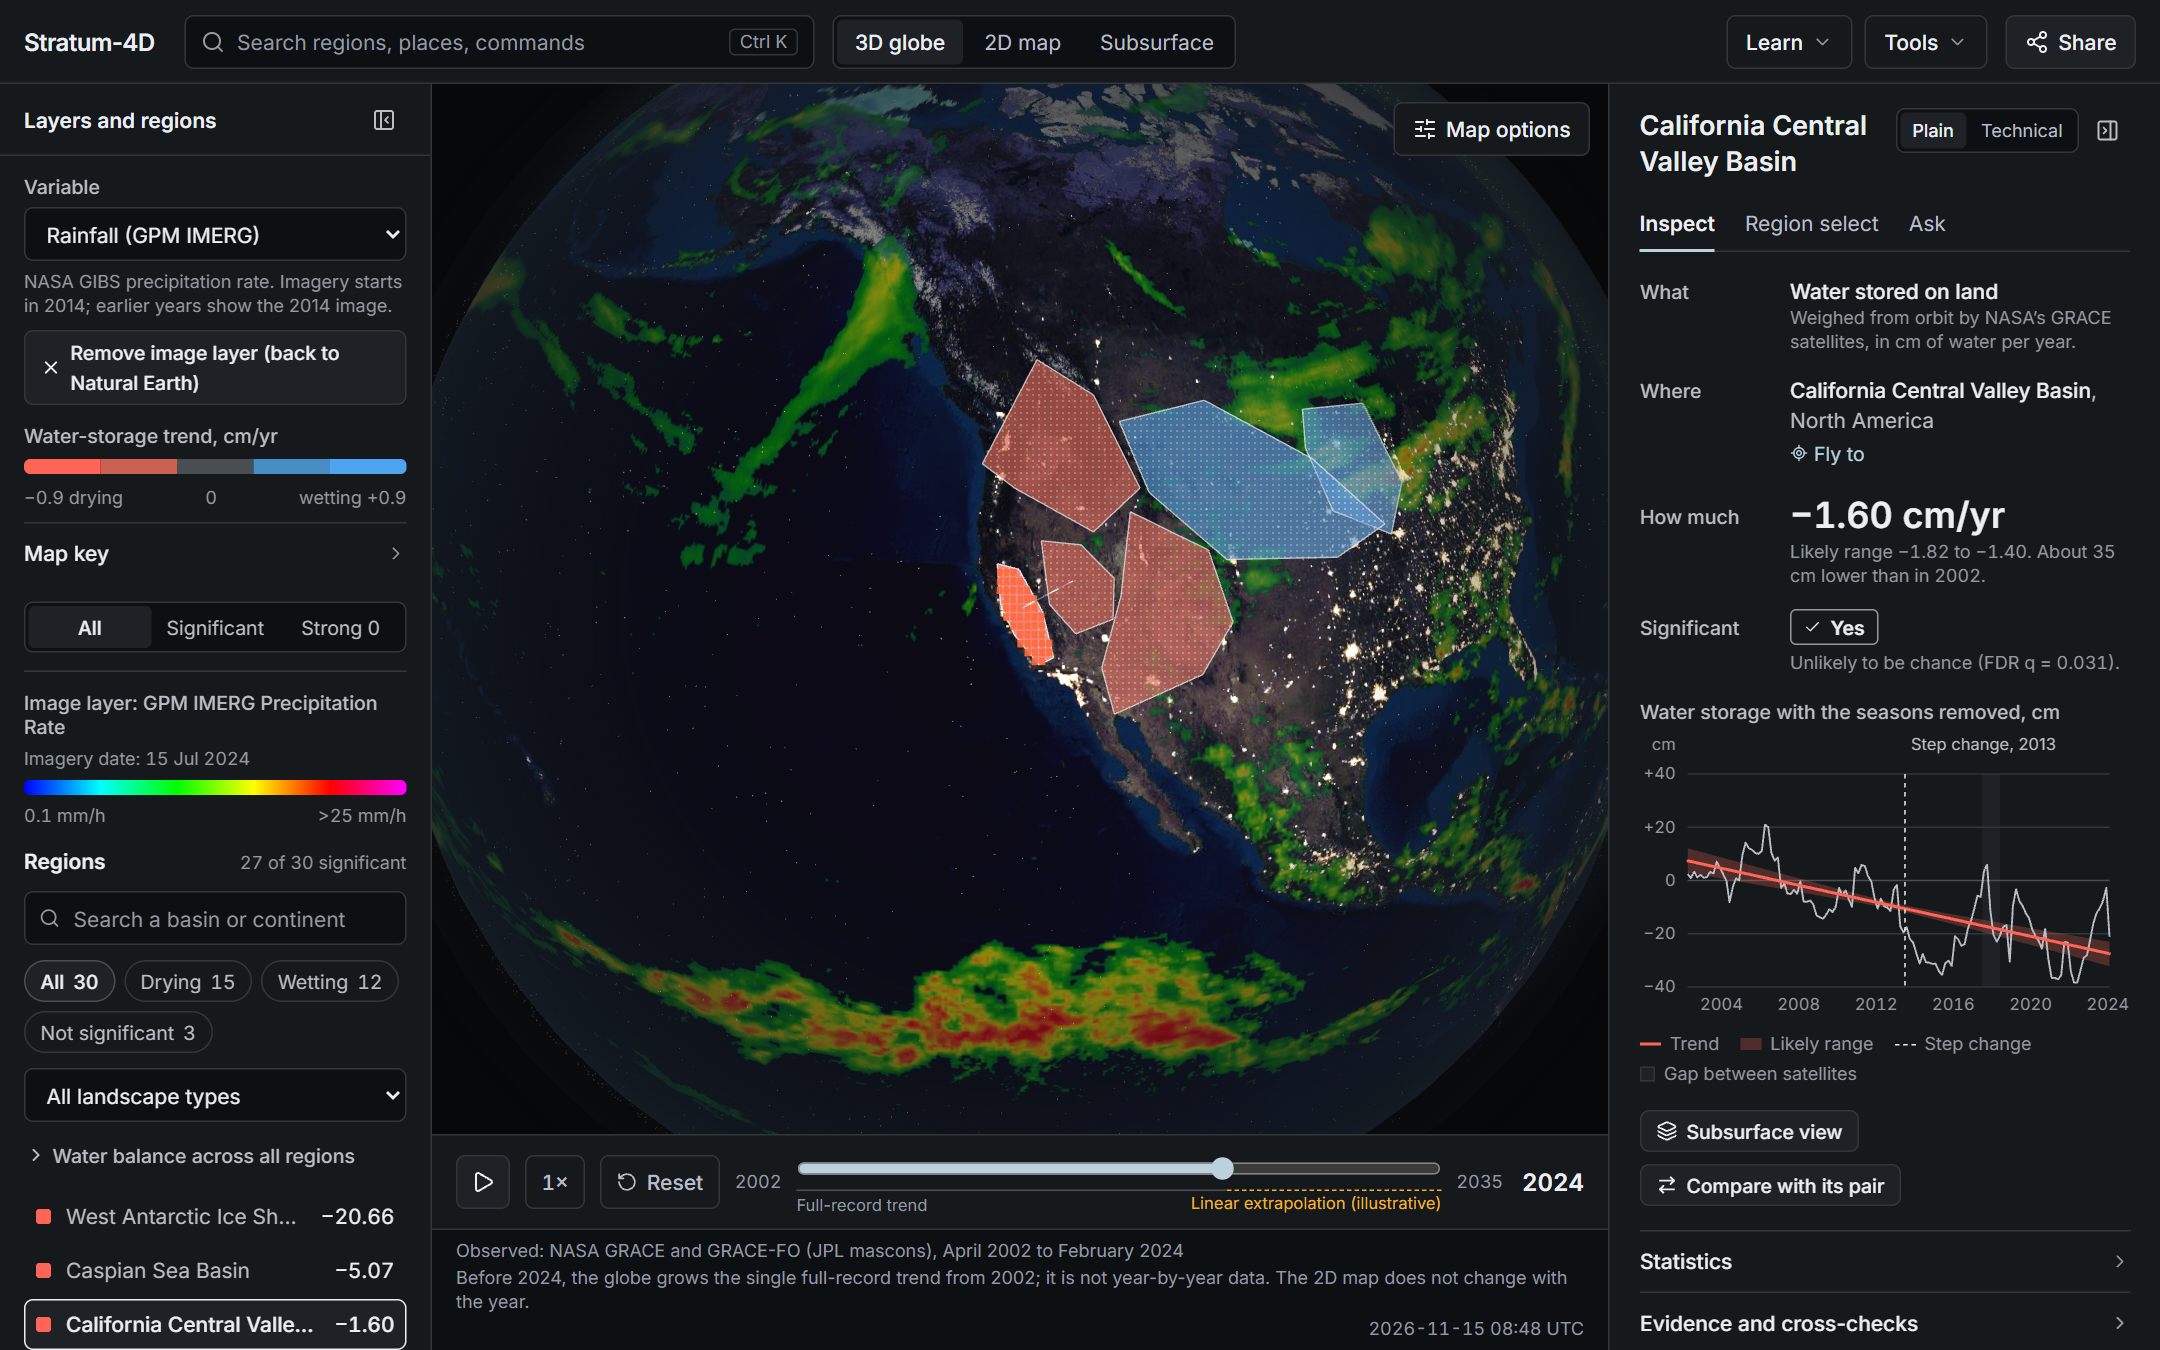 Stratum-4D
Search regions, places, commands
Ctrl K
3D globe
2D map
Subsurface
Learn
Tools
Share
Layers and regions
Variable
Rainfall (GPM IMERG)
NASA GIBS precipitation rate. Imagery starts
in 2014; earlier years show the 2014 image.
Remove image layer (back to
Natural Earth)
Water-storage trend, cm/yr
−0.9 drying
0
wetting +0.9
Map key
All
Significant
Strong 0
Image layer: GPM IMERG Precipitation
Rate
Imagery date: 15 Jul 2024
0.1 mm/h
>25 mm/h
Regions
27 of 30 significant
Search a basin or continent
All 30
Drying 15
Wetting 12
Not significant 3
All landscape types
Water balance across all regions
West Antarctic Ice Sh... −20.66
Caspian Sea Basin −5.07
California Central Valle... −1.60
Map options
1×
Reset
2002
2035
2024
Full-record trend
Linear extrapolation (illustrative)
Observed: NASA GRACE and GRACE-FO (JPL mascons), April 2002 to February 2024
Before 2024, the globe grows the single full-record trend from 2002; it is not year-by-year data. The 2D map does not change with
the year.
2026-11-15 08:48 UTC
California Central
Valley Basin
Plain
Technical
Inspect
Region select
Ask
What
Water stored on land
Weighed from orbit by NASA's GRACE
satellites, in cm of water per year.
Where
California Central Valley Basin,
North America
Fly to
How much
−1.60 cm/yr
Likely range −1.82 to −1.40. About 35
cm lower than in 2002.
Significant
Yes
Unlikely to be chance (FDR q = 0.031).
Water storage with the seasons removed, cm
cm
Step change, 2013
+40
+20
0
−20
−40
2004 2008 2012 2016 2020 2024
Trend
Likely range
Step change
Gap between satellites
Subsurface view
Compare with its pair
Statistics
Evidence and cross-checks